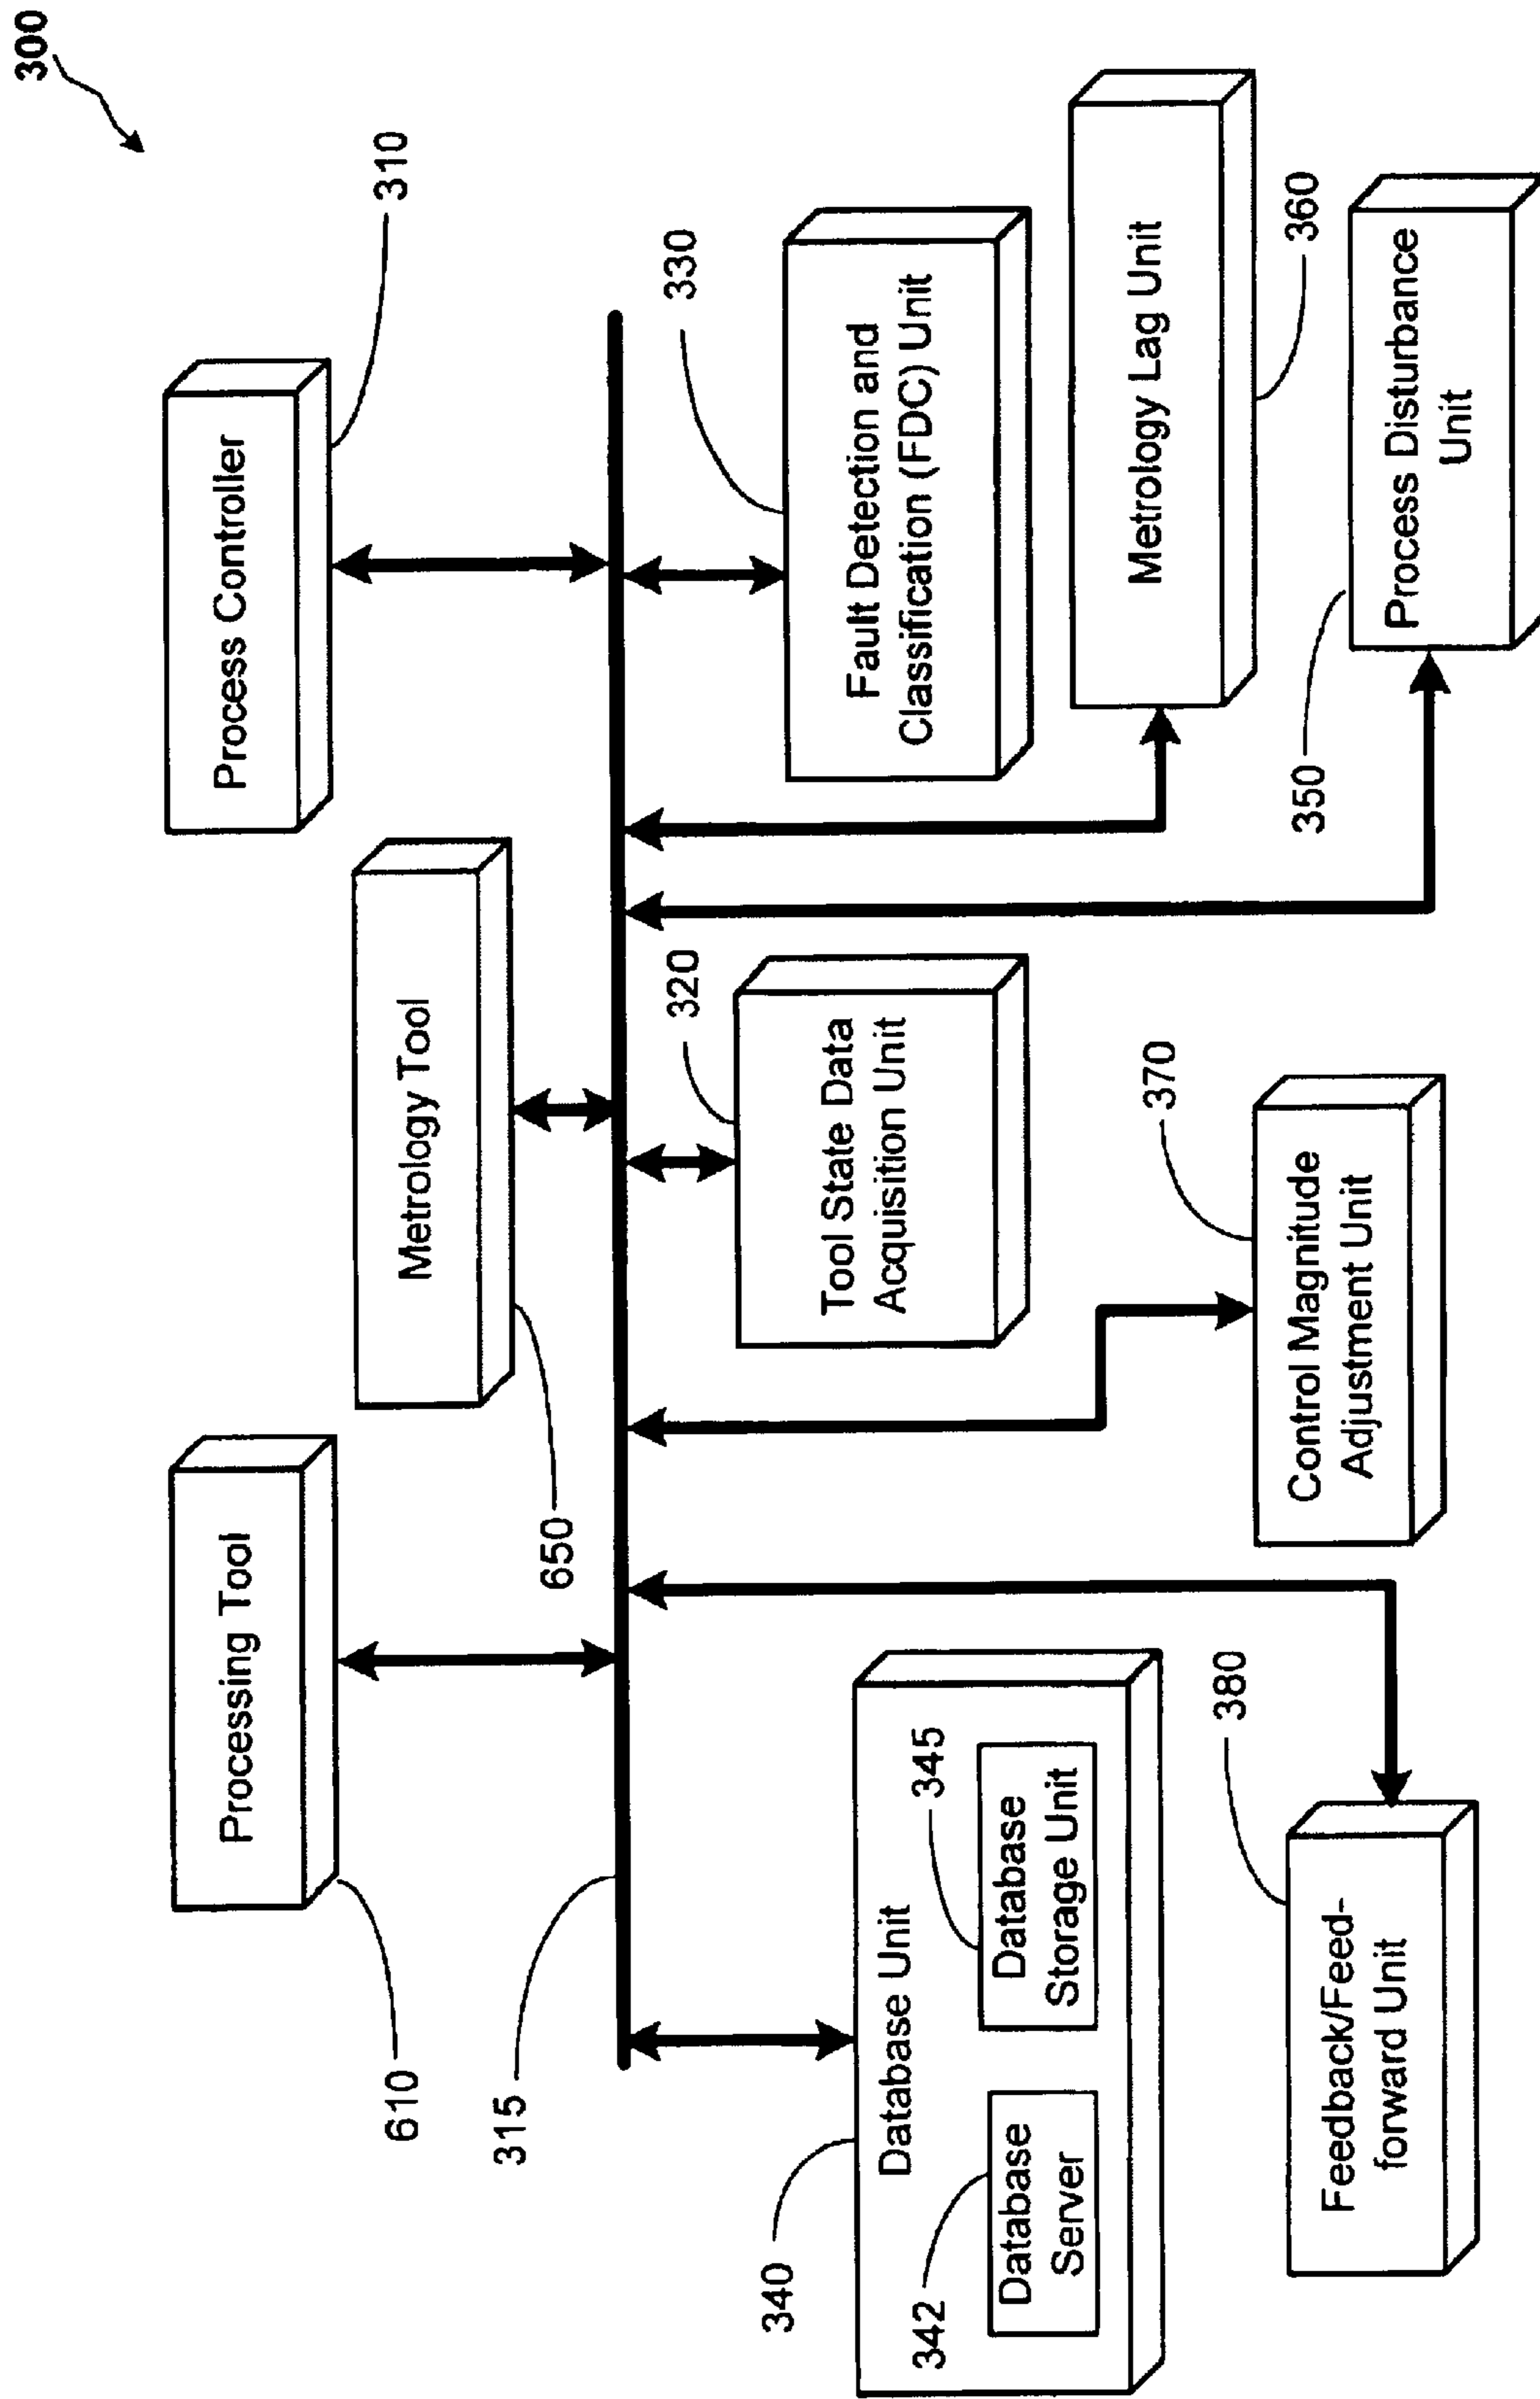 300
Processing Tool
610
Metrology Tool
650
Process Controller
310
315
Database Unit
340
Database
Server
342
Database
Storage Unit
345
Tool State Data
Acquisition Unit
320
Fault Detection and
Classification (FDC) Unit
330
Metrology Lag Unit
360
Process Disturbance
Unit
350
Control Magnitude
Adjustment Unit
370
Feedback/Feed-
forward Unit
380